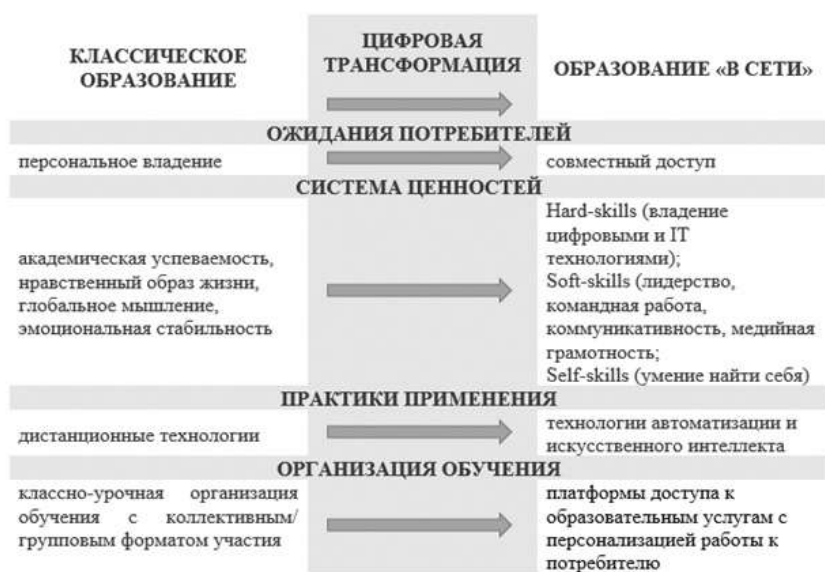 КЛАССИЧЕСКОЕ
ОБРАЗОВАНИЕ
ЦИФРОВАЯ
ТРАНСФОРМАЦИЯ
ОБРАЗОВАНИЕ «В СЕТИ»
ОЖИДАНИЯ ПОТРЕБИТЕЛЕЙ
персональное владение
совместный доступ
СИСТЕМА ЦЕННОСТЕЙ
академическая успеваемость,
нравственный образ жизни,
глобальное мышление,
эмоциональная стабильность
Hard-skills (владение
цифровыми и IT
технологиями);
Soft-skills (лидерство,
командная работа,
коммуникативность, медийная
грамотность;
Self-skills (умение найти себя)
ПРАКТИКИ ПРИМЕНЕНИЯ
дистанционные технологии
технологии автоматизации и
искусственного интеллекта
ОРГАНИЗАЦИЯ ОБУЧЕНИЯ
классно-урочная организация
обучения с коллективным/
групповым форматом участия
платформы доступа к
образовательным услугам с
персонализацией работы к
потребителю